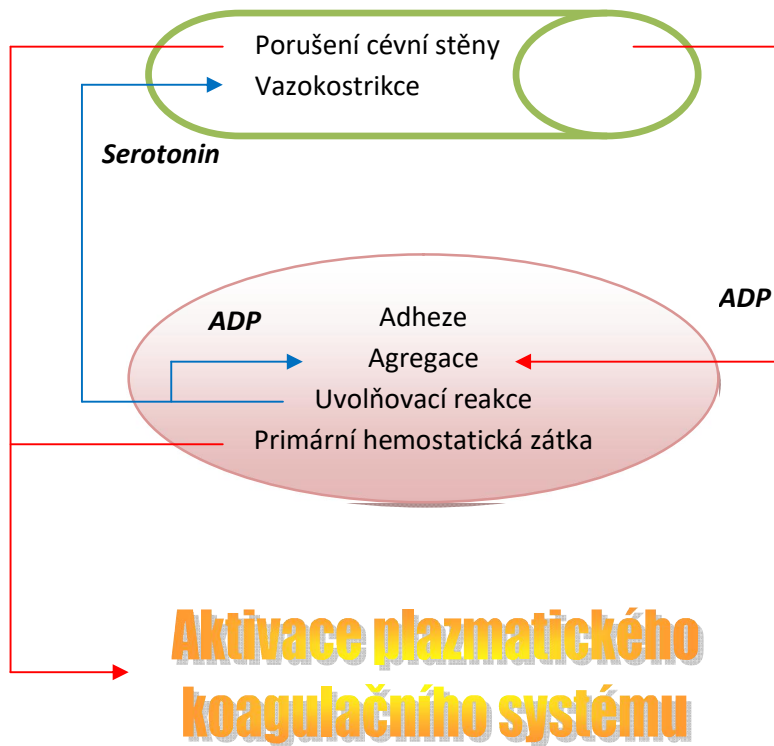 Porušení cévní stěny
Vazokostrikce
Serotonin
ADP
ADP
Adheze
Agregace
Uvolňovací reakce
Primární hemostatická zátka
Aktivace plazmatického
koagulačního systému